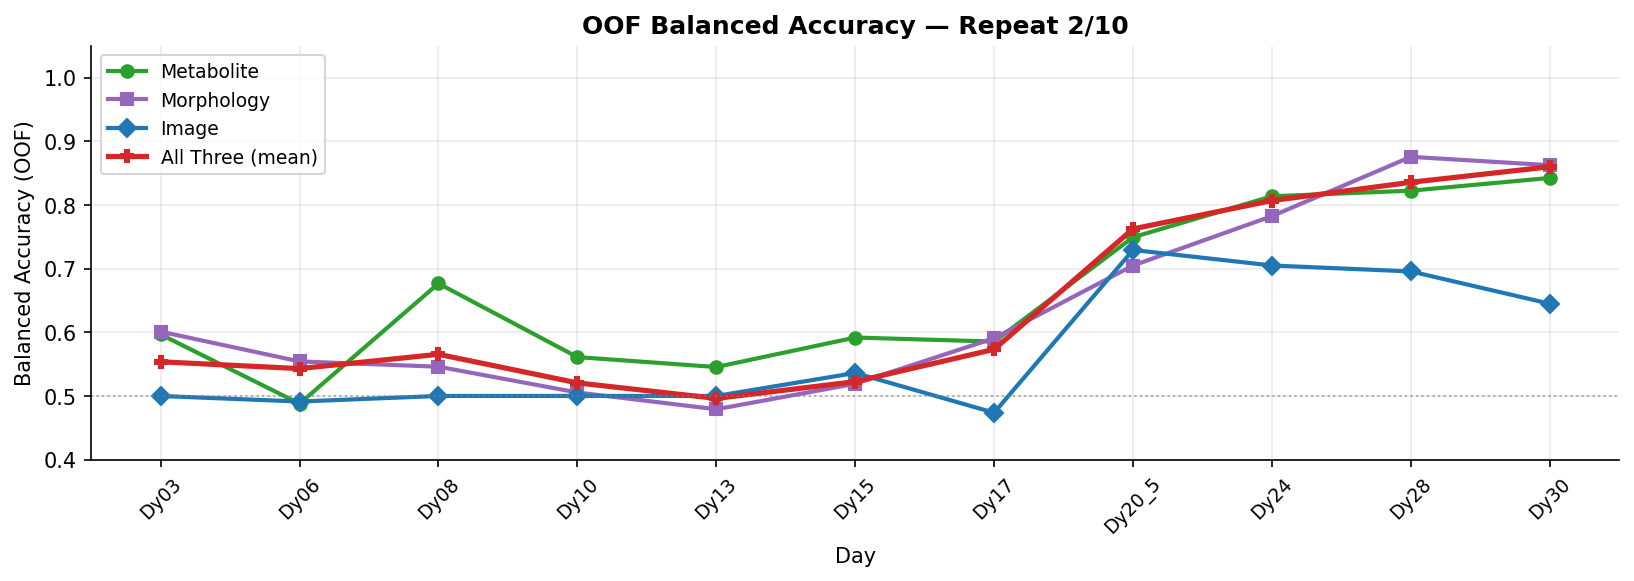 OOF Balanced Accuracy — Repeat 2/10
Metabolite
Morphology
Image
All Three (mean)
Balanced Accuracy (OOF)
1.0
0.9
0.8
0.7
0.6
0.5
0.4
Dy03
Dy06
Dy08
Dy10
Dy13
Dy15
Dy17
Dy20_5
Dy24
Dy28
Dy30
Day